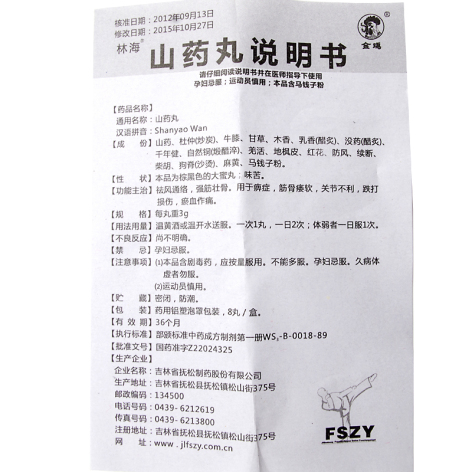 核准日期：2012年09月13日
修改日期：2015年10月27日
林海®
山药丸说明书
金鸿
请仔细阅读说明书并在医师指导下使用
孕妇忌服；运动员慎用；本品含马钱子粉
【药品名称】
通用名称：山药丸
汉语拼音：Shanyao Wan
【成 份】山药、杜仲(炒炭)、牛膝、甘草、木香、乳香(醋炙)、没药(醋炙)、
千年健、自然铜(煅醋淬)、羌活、地枫皮、红花、防风、续断、
柴胡、狗脊(沙烫)、麻黄、马钱子粉。
【性 状】本品为棕黑色的大蜜丸；味苦。
【功能主治】祛风通络，强筋壮骨。用于痹症，筋骨痿软，关节不利，跌打
损伤，瘀血作痛。
【规 格】每丸重3g
【用法用量】温黄酒或温开水送服。一次1丸，一日2次；体弱者一日服1次。
【不良反应】尚不明确。
【禁 忌】孕妇忌服。
【注意事项】(1)本品含剧毒药，应按量服用。不能多服。孕妇忌服。久病体
虚者勿服。
(2)运动员慎用。
【贮 藏】密闭，防潮。
【包 装】药用铝塑泡罩包装，8丸／盒。
【有 效 期】36个月
【执行标准】部颁标准中药成方制剂第一册WS₃-B-0018-89
【批准文号】国药准字Z22024325
【生产企业】
企业名称：吉林省抚松制药股份有限公司
生产地址：吉林省抚松县抚松镇松山街375号
邮政编码：134500
电话号码：0439-6212619
传真号码：0439-6213800
注册地址：吉林省抚松县抚松镇松山街375号
网 址：www.jlfszy.com.cn
FSZY